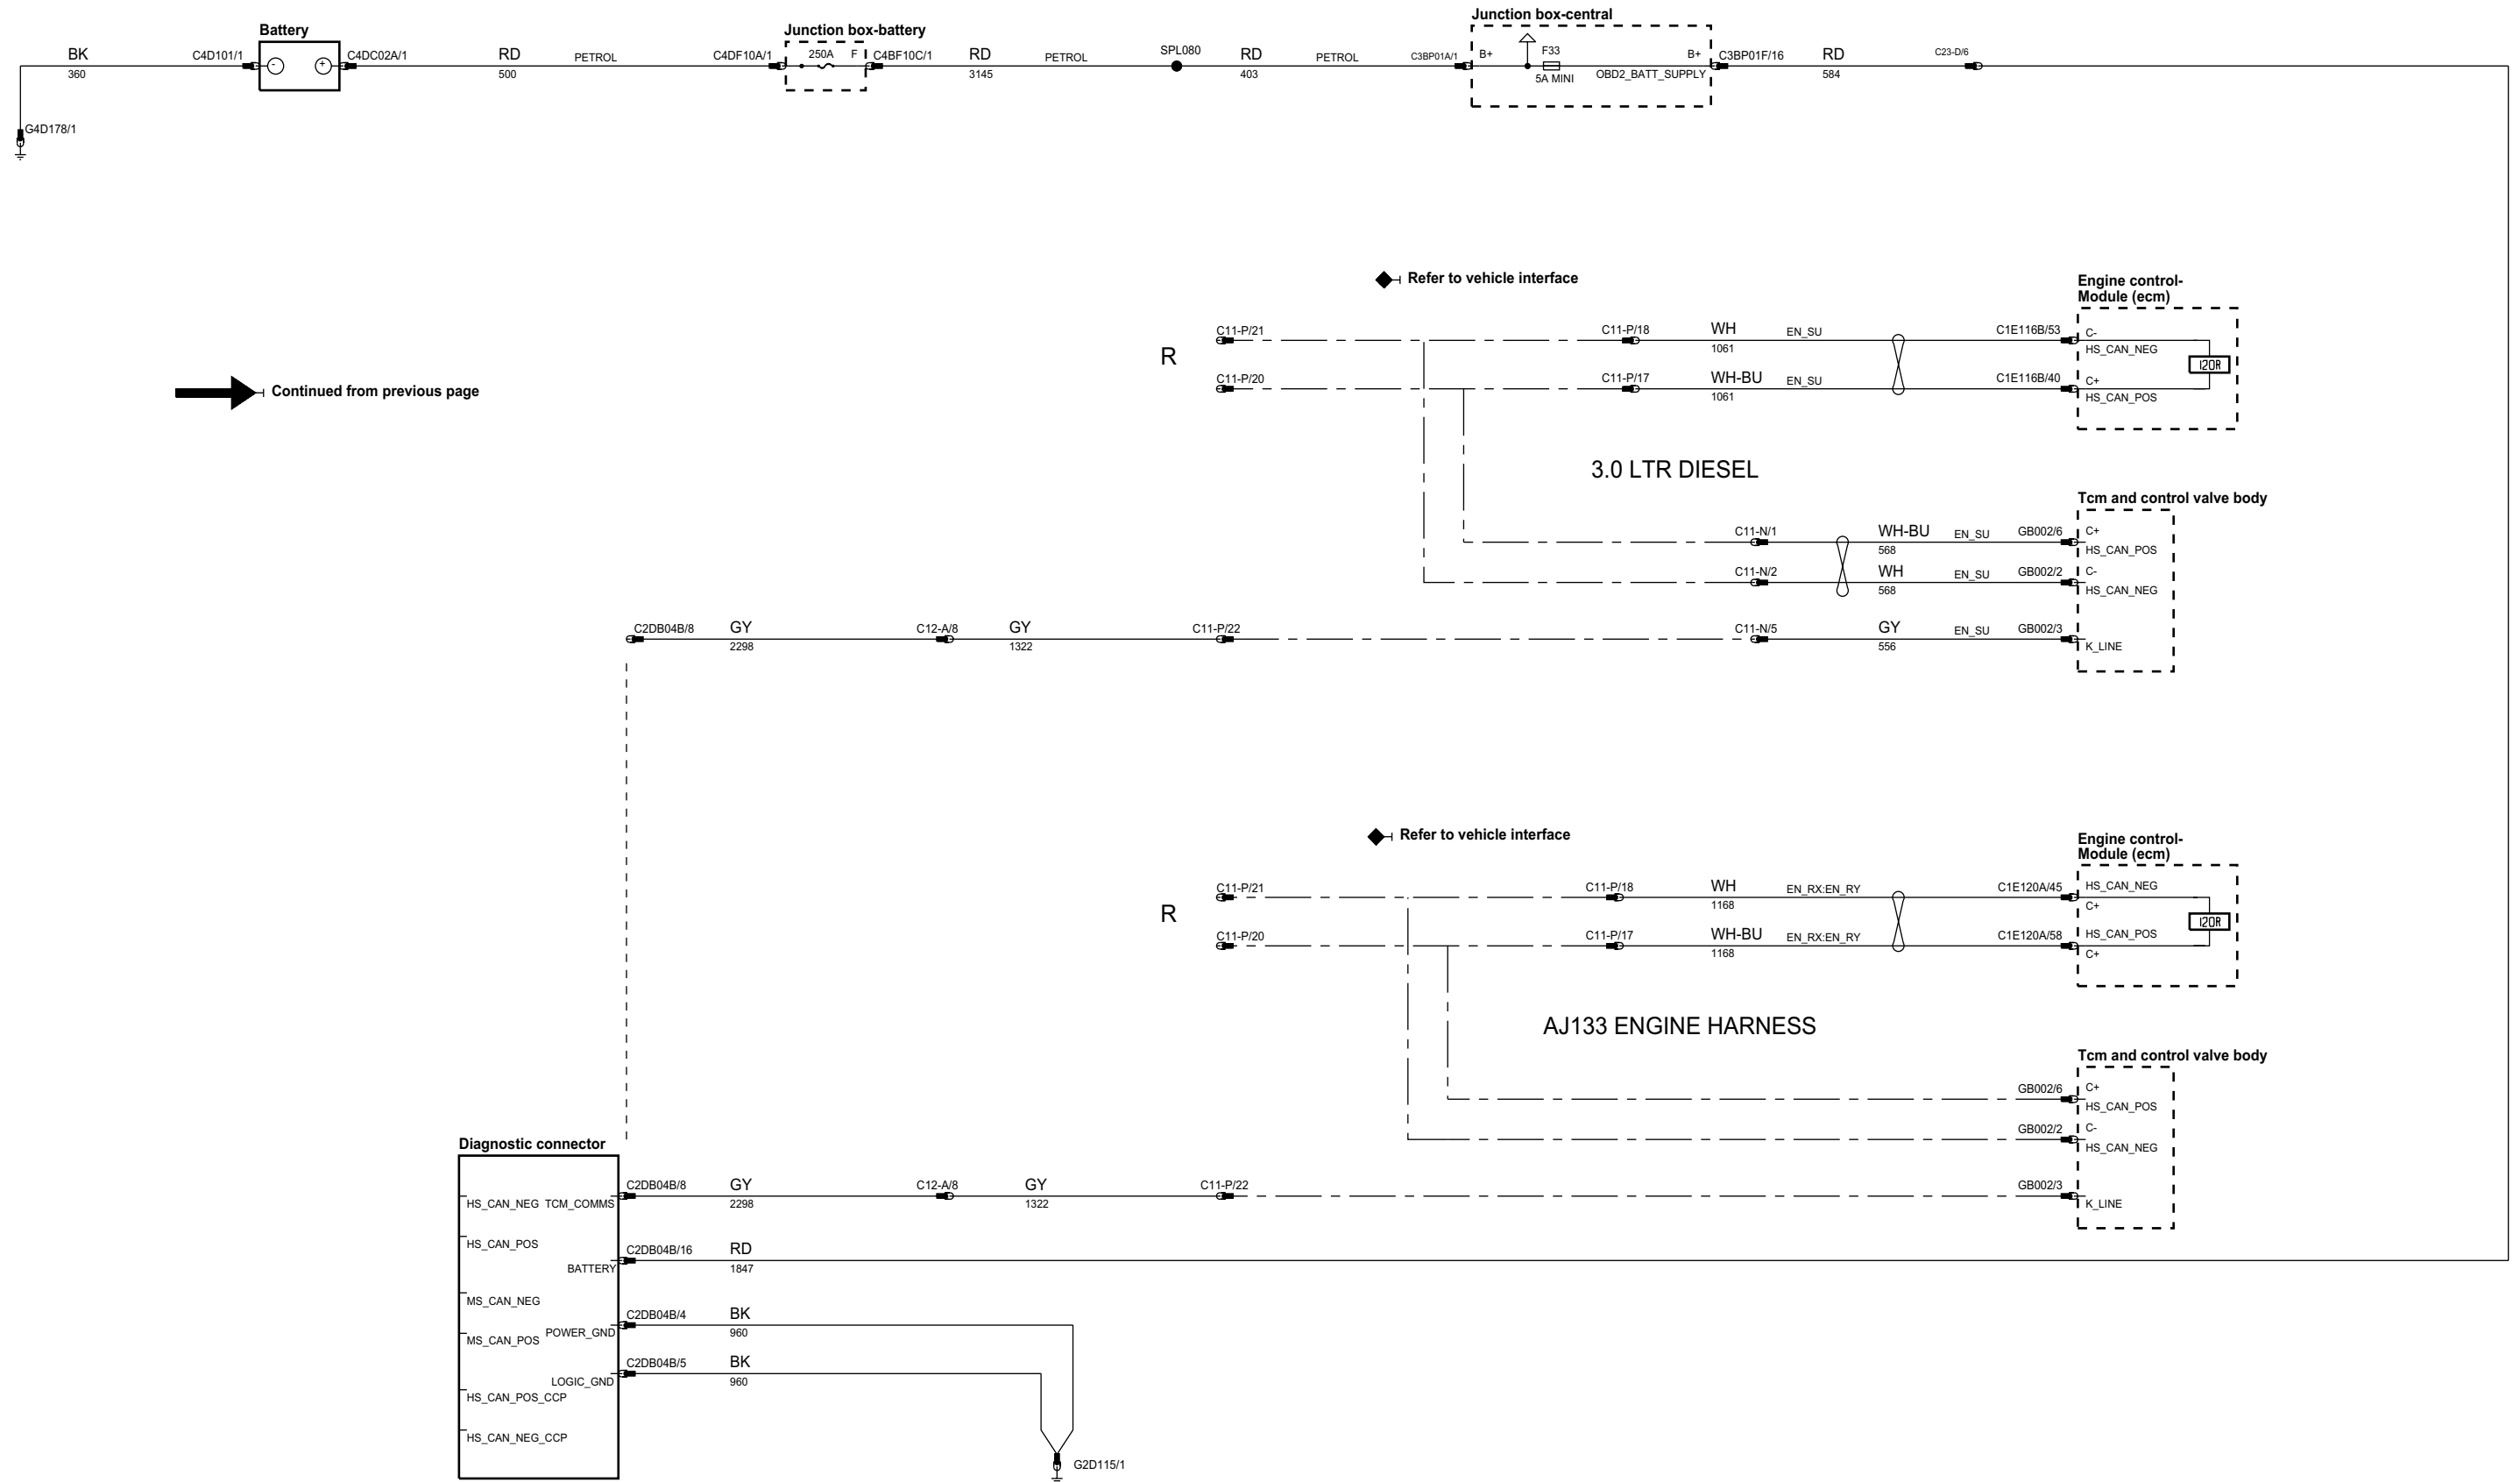 Battery
Junction box-battery
Junction box-central
BK
360
C4D101/1
-
+
C4DC02A/1
RD
500
PETROL
C4DF10A/1
250A
F
C4BF10C/1
RD
3145
PETROL
SPL080
RD
403
PETROL
C3BP01A/1
B+
F33
5A MINI
B+
OBD2_BATT_SUPPLY
C3BP01F/16
RD
584
C23-D/6
G4D178/1
Refer to vehicle interface
Engine control-
Module (ecm)
R
C11-P/21
C11-P/18
WH
1061
EN_SU
C1E116B/53
C-
HS_CAN_NEG
120R
C11-P/20
C11-P/17
WH-BU
1061
EN_SU
C1E116B/40
C+
HS_CAN_POS
Continued from previous page
3.0 LTR DIESEL
Tcm and control valve body
C11-N/1
WH-BU
568
EN_SU
GB002/6
C+
HS_CAN_POS
C11-N/2
WH
568
EN_SU
GB002/2
C-
HS_CAN_NEG
C2DB04B/8
GY
2298
C12-A/8
GY
1322
C11-P/22
C11-N/5
GY
556
EN_SU
GB002/3
K_LINE
Refer to vehicle interface
Engine control-
Module (ecm)
R
C11-P/21
C11-P/18
WH
1168
EN_RX:EN_RY
C1E120A/45
HS_CAN_NEG
C+
120R
C11-P/20
C11-P/17
WH-BU
1168
EN_RX:EN_RY
C1E120A/58
HS_CAN_POS
C+
AJ133 ENGINE HARNESS
Tcm and control valve body
GB002/6
C+
HS_CAN_POS
GB002/2
C-
HS_CAN_NEG
Diagnostic connector
HS_CAN_NEG
TCM_COMMS
C2DB04B/8
GY
2298
C12-A/8
GY
1322
C11-P/22
GB002/3
K_LINE
HS_CAN_POS
BATTERY
C2DB04B/16
RD
1847
MS_CAN_NEG
MS_CAN_POS
POWER_GND
C2DB04B/4
BK
960
LOGIC_GND
C2DB04B/5
BK
960
HS_CAN_POS_CCP
HS_CAN_NEG_CCP
G2D115/1